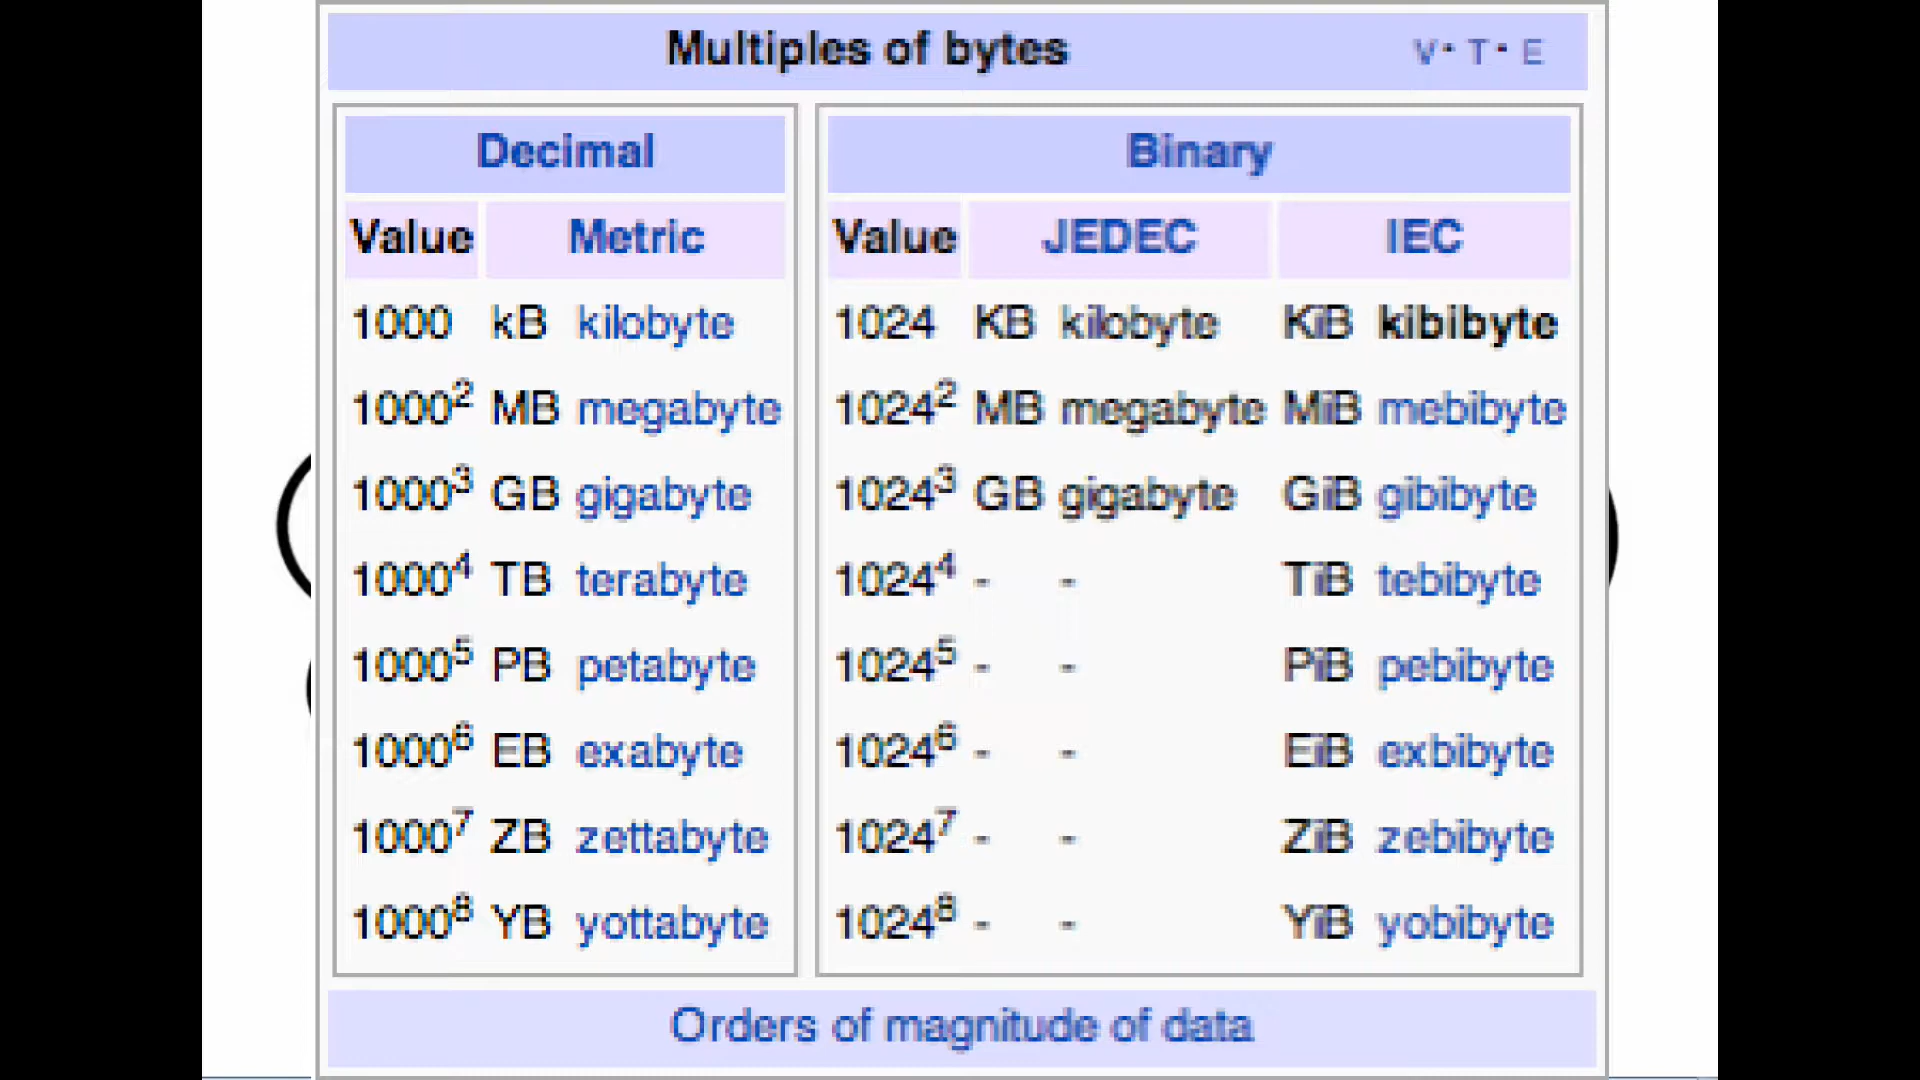 Multiples of bytes V · T · E
Decimal Binary
Value Metric Value JEDEC IEC
1000 kB kilobyte 1024 KB kilobyte KiB kibibyte
1000² MB megabyte 1024² MB megabyte MiB mebibyte
1000³ GB gigabyte 1024³ GB gigabyte GiB gibibyte
1000⁴ TB terabyte 1024⁴ - - TiB tebibyte
1000⁵ PB petabyte 1024⁵ - - PiB pebibyte
1000⁶ EB exabyte 1024⁶ - - EiB exbibyte
1000⁷ ZB zettabyte 1024⁷ - - ZiB zebibyte
1000⁸ YB yottabyte 1024⁸ - - YiB yobibyte
Orders of magnitude of data